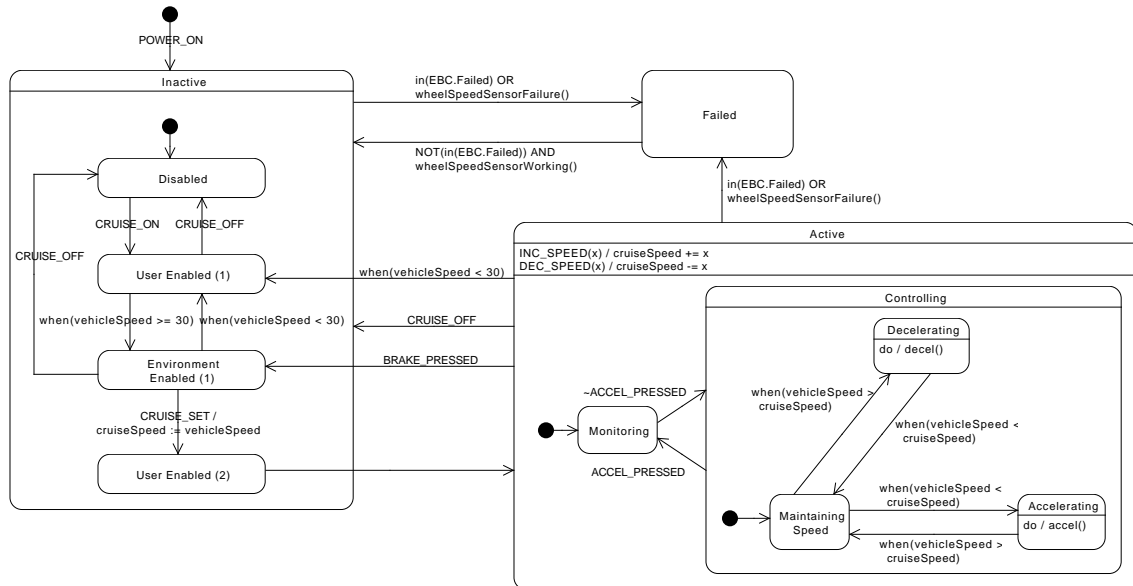 POWER_ON
Inactive
in(EBC.Failed) OR
wheelSpeedSensorFailure()
Failed
NOT(in(EBC.Failed)) AND
wheelSpeedSensorWorking()
Disabled
in(EBC.Failed) OR
wheelSpeedSensorFailure()
CRUISE_ON
CRUISE_OFF
CRUISE_OFF
Active
INC_SPEED(x) / cruiseSpeed += x
DEC_SPEED(x) / cruiseSpeed -= x
User Enabled (1)
when(vehicleSpeed < 30)
Controlling
when(vehicleSpeed >= 30)
when(vehicleSpeed < 30)
CRUISE_OFF
Decelerating
do / decel()
Environment
Enabled (1)
BRAKE_PRESSED
~ACCEL_PRESSED
when(vehicleSpeed >
cruiseSpeed)
CRUISE_SET /
cruiseSpeed := vehicleSpeed
Monitoring
when(vehicleSpeed <
cruiseSpeed)
User Enabled (2)
ACCEL_PRESSED
when(vehicleSpeed <
cruiseSpeed)
Maintaining
Speed
Accelerating
do / accel()
when(vehicleSpeed >
cruiseSpeed)